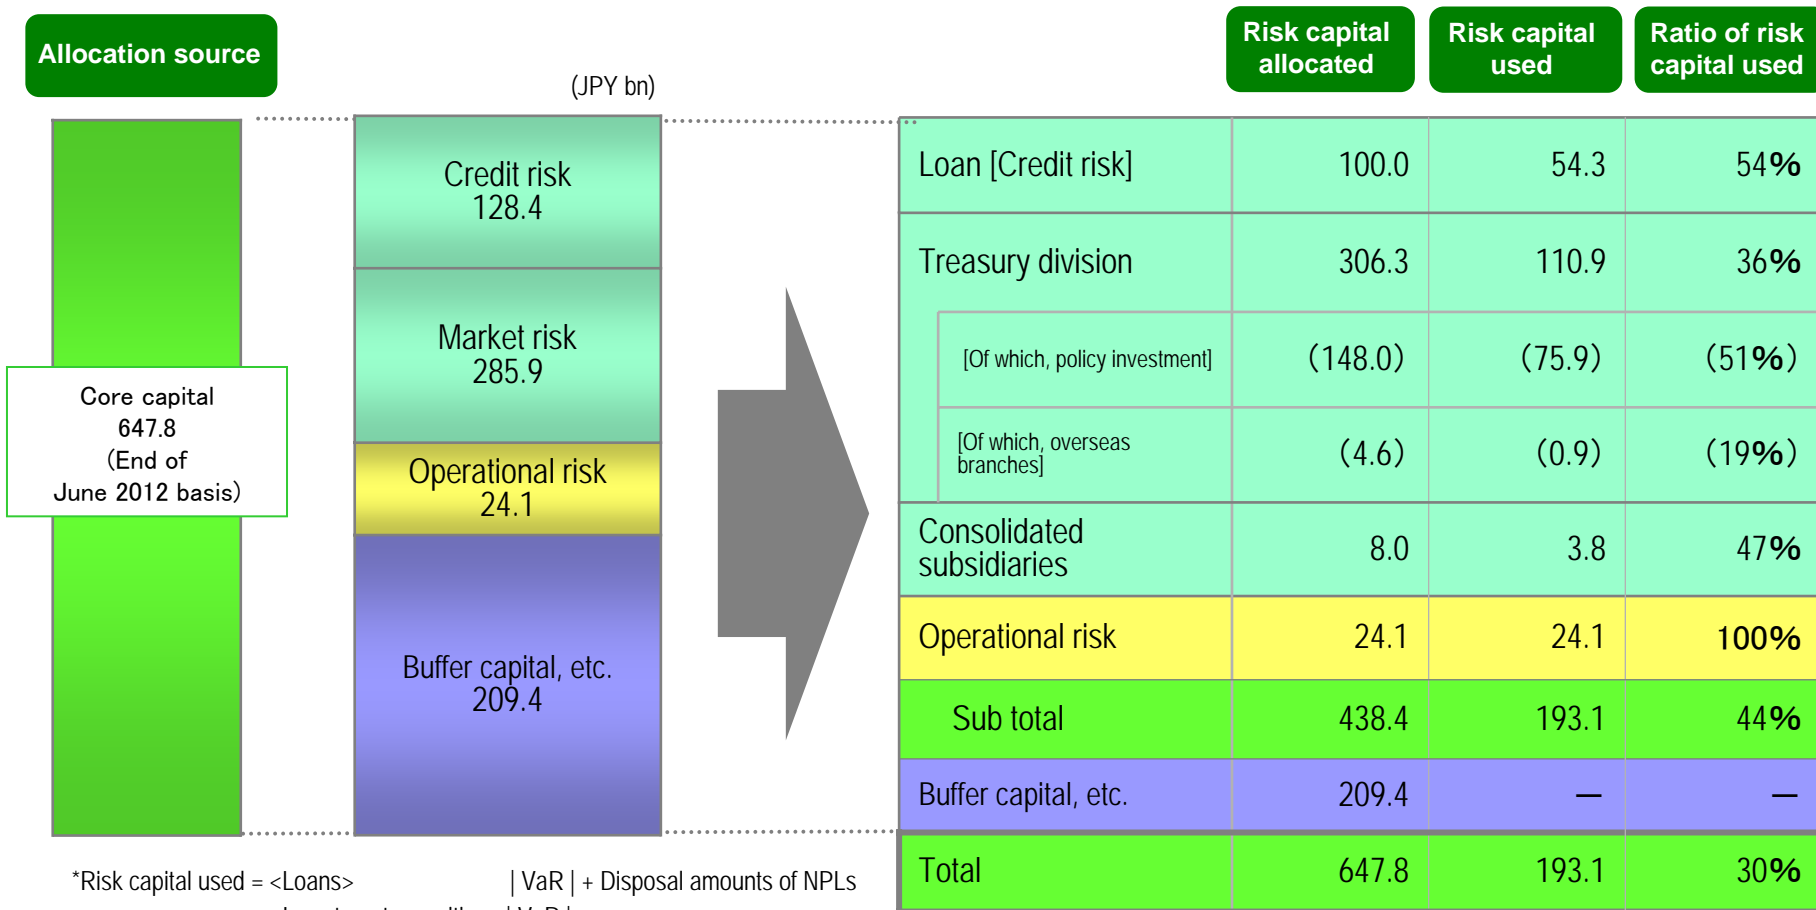 Allocation source
(JPY bn)
Risk capital
allocated
Risk capital
used
Ratio of risk
capital used
Core capital
647.8
(End of
June 2012 basis)
Credit risk
128.4
Market risk
285.9
Operational risk
24.1
Buffer capital, etc.
209.4
Loan [Credit risk] 100.0 54.3 54%
Treasury division 306.3 110.9 36%
[Of which, policy investment] (148.0) (75.9) (51%)
[Of which, overseas
branches] (4.6) (0.9) (19%)
Consolidated
subsidiaries 8.0 3.8 47%
Operational risk 24.1 24.1 100%
Sub total 438.4 193.1 44%
Buffer capital, etc. 209.4 — —
Total 647.8 193.1 30%
*Risk capital used = <Loans> | VaR | + Disposal amounts of NPLs